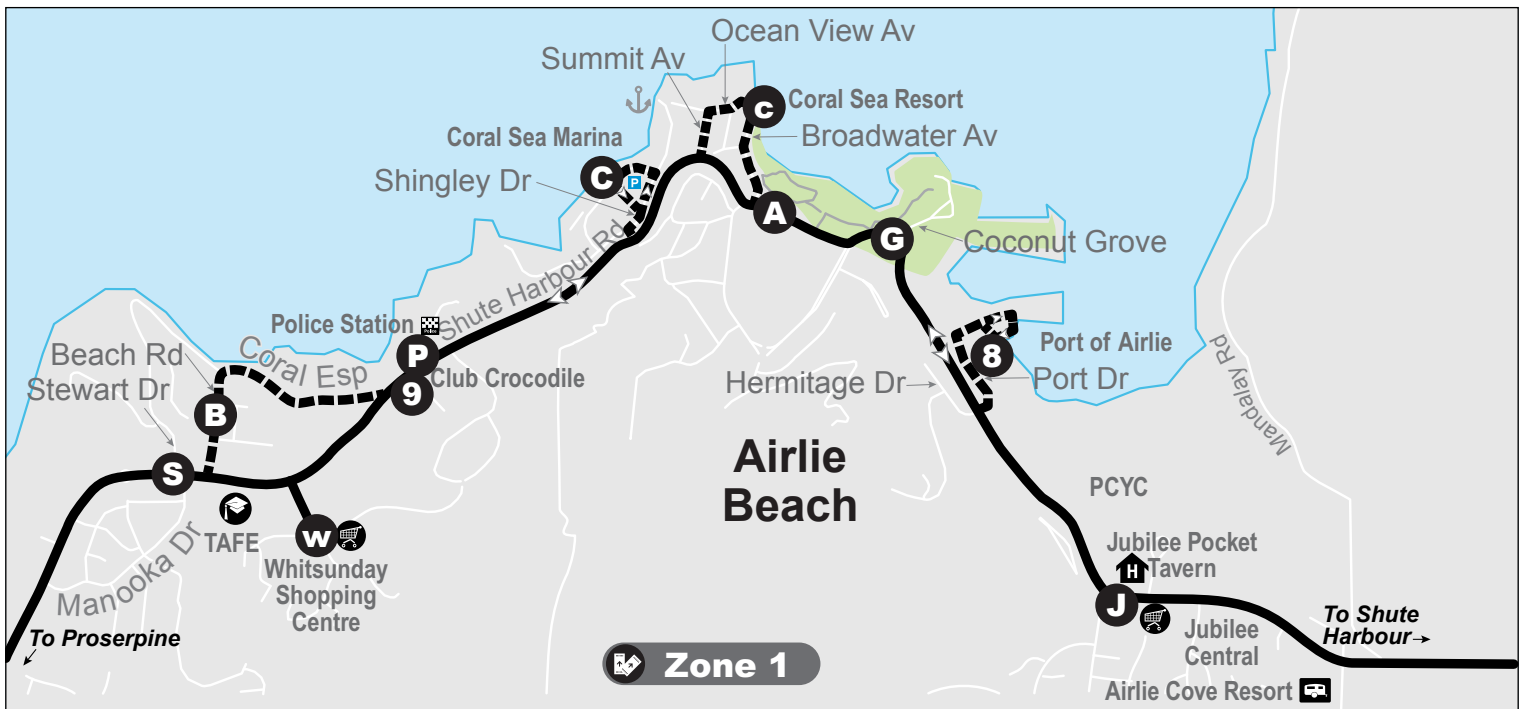 Ocean View Av
Summit Av
c
Coral Sea Resort
Coral Sea Marina
Broadwater Av
C
P
Shingley Dr
A
G
Coconut Grove
Shute Harbour Rd
Police Station
Police
Beach Rd
Coral Esp
P
Stewart Dr
Club Crocodile
9
B
8
Port of Airlie
Hermitage Dr
Port Dr
Mandalay Rd
S
Airlie
Beach
TAFE
w
Manooka Dr
Whitsunday
Shopping
Centre
PCYC
Jubilee Pocket
Tavern
H
J
Jubilee
Central
To Proserpine
To Shute
Harbour
Zone 1
Airlie Cove Resort